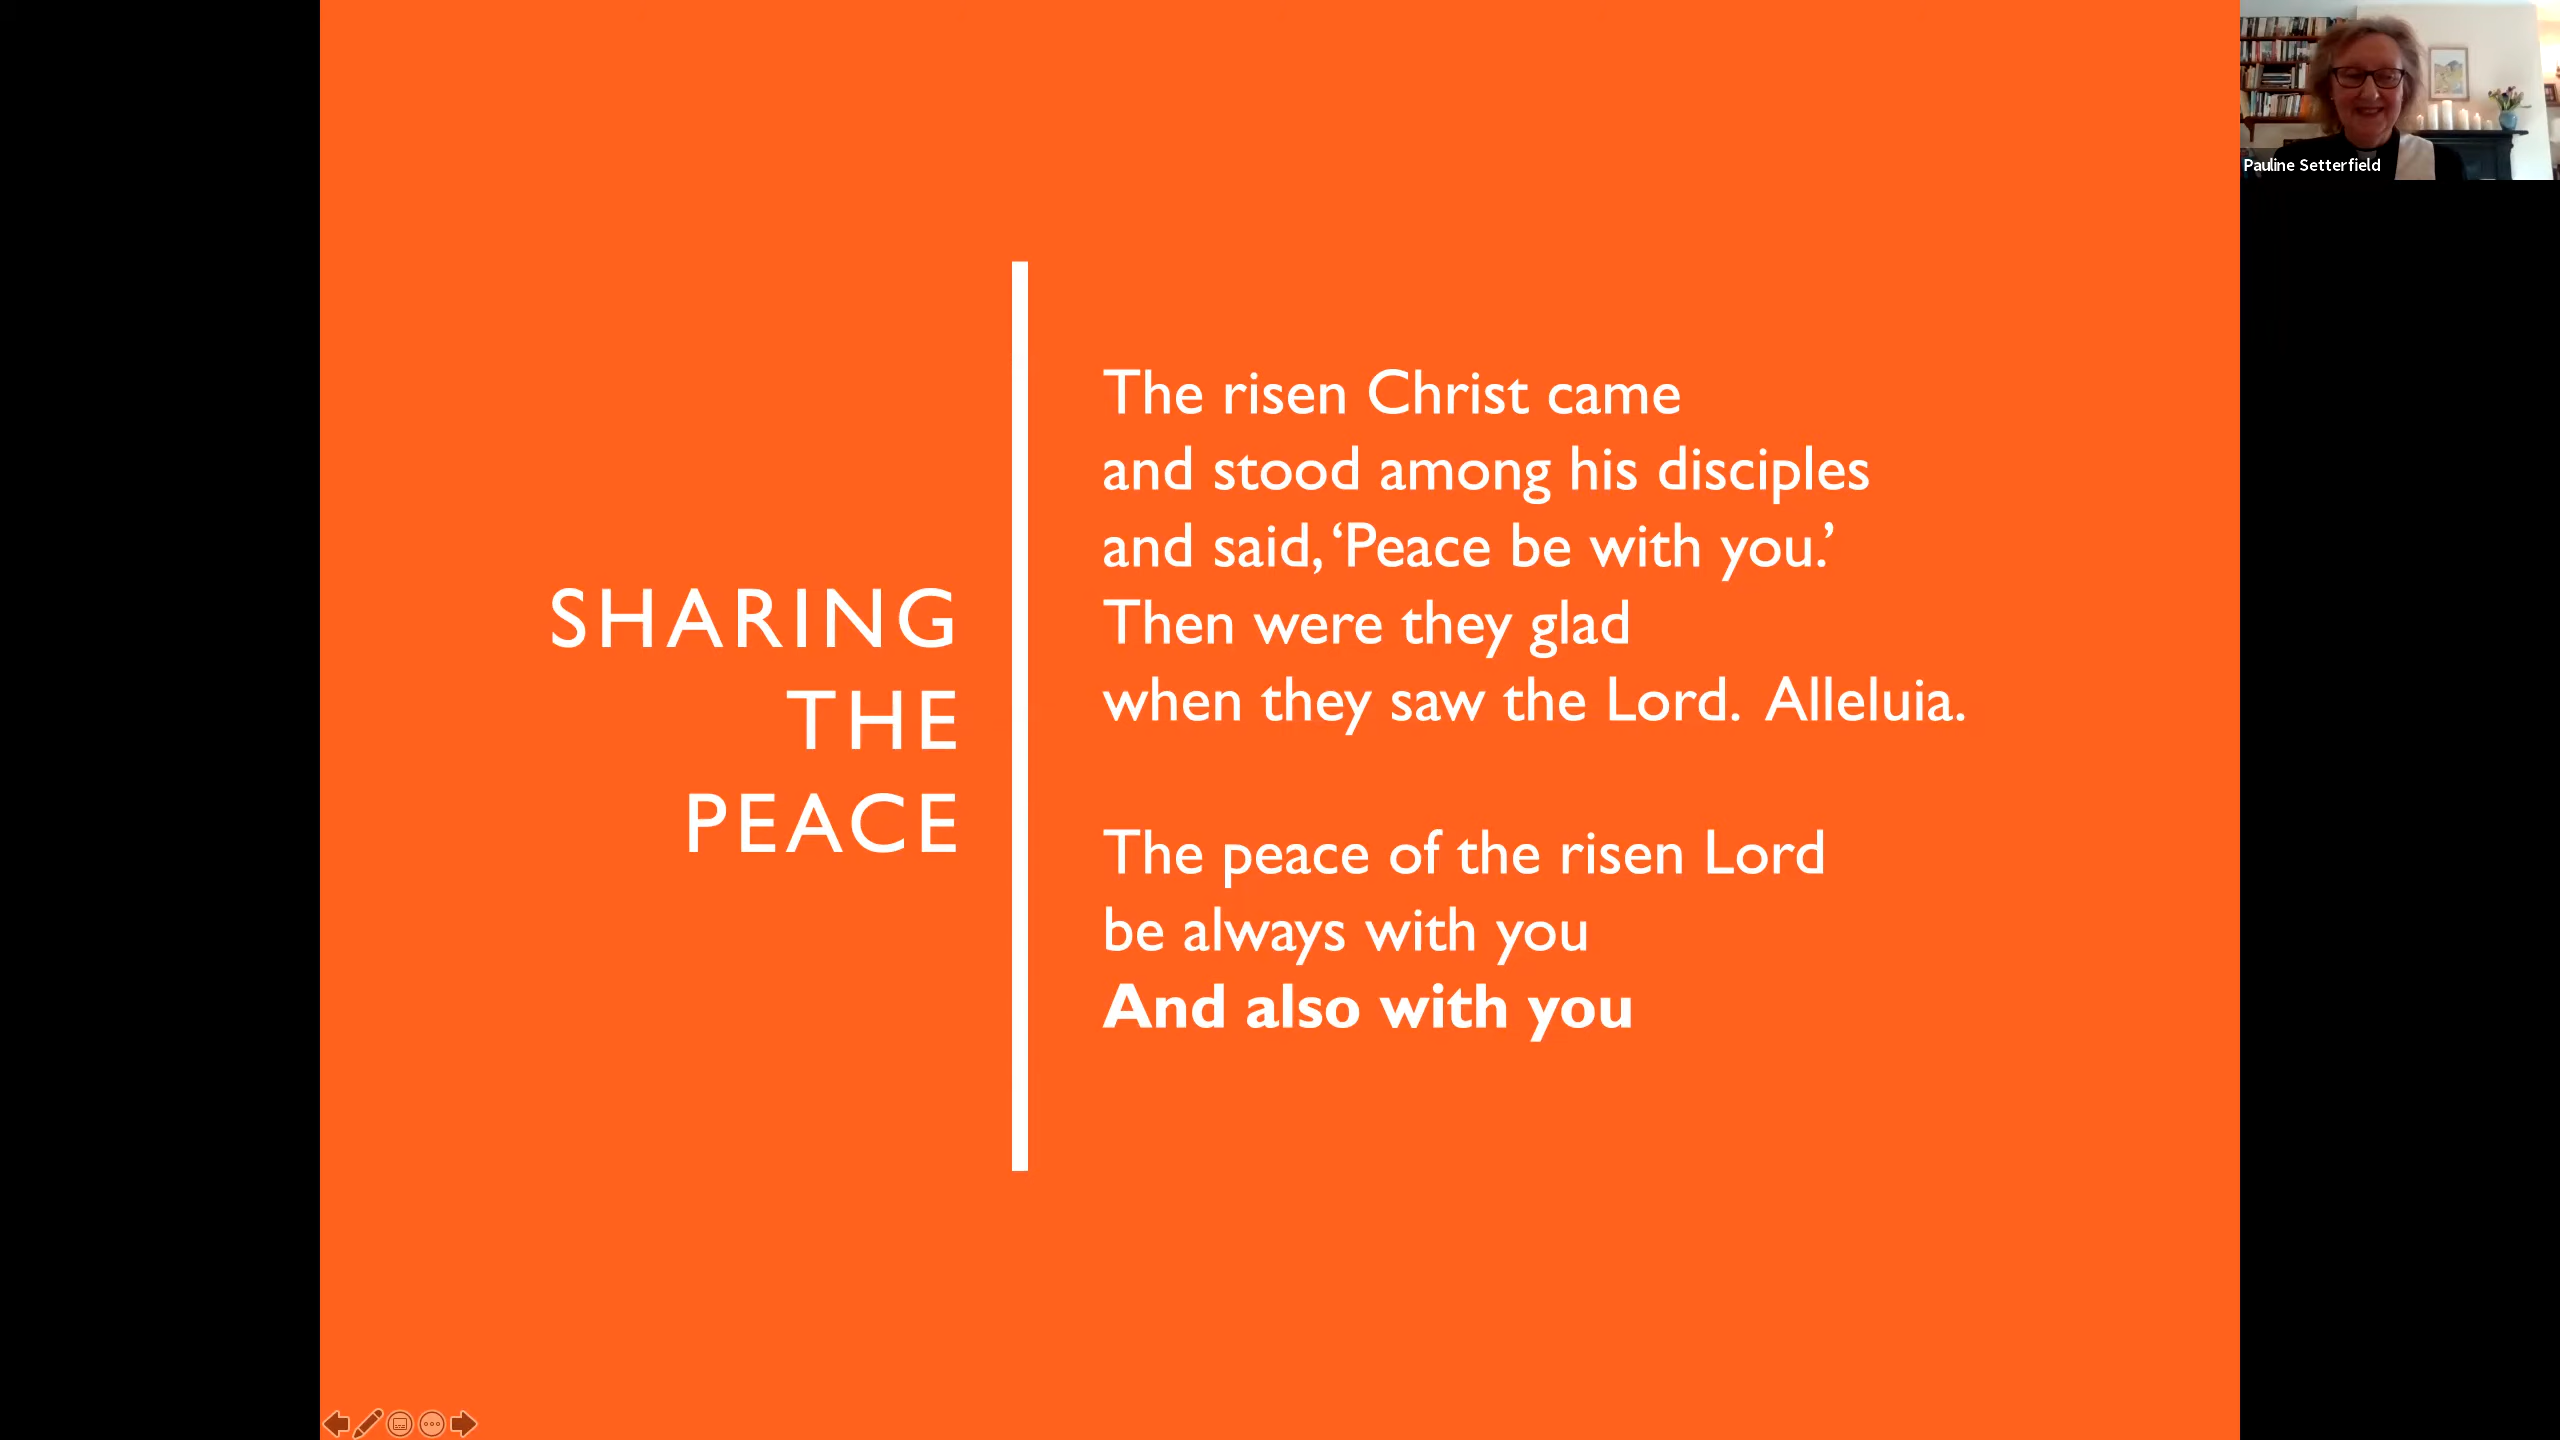 SHARING
THE
PEACE
The risen Christ came
and stood among his disciples
and said, ‘Peace be with you.’
Then were they glad
when they saw the Lord.  Alleluia.
The peace of the risen Lord
be always with you
And also with you
Pauline Setterfield